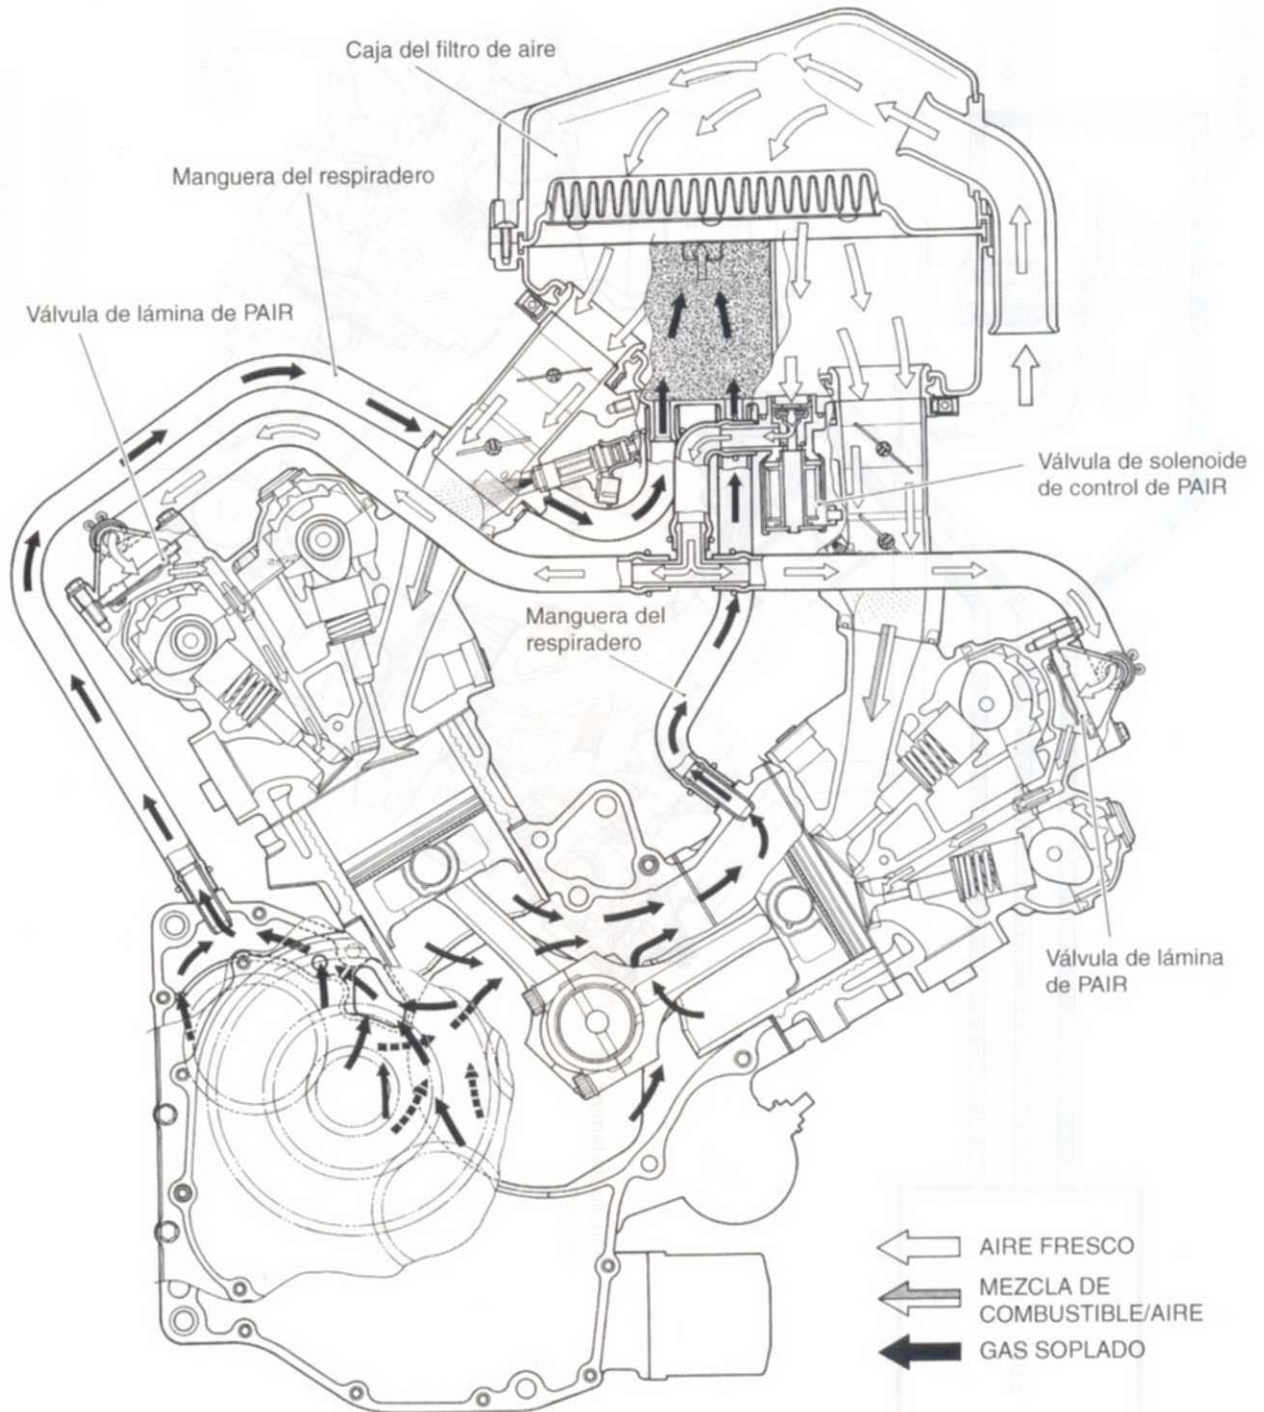 Caja del filtro de aire
Manguera del respiradero
Válvula de lámina de PAIR
Válvula de solenoide
de control de PAIR
Manguera del
respiradero
Válvula de lámina
de PAIR
AIRE FRESCO
MEZCLA DE
COMBUSTIBLE/AIRE
GAS SOPLADO